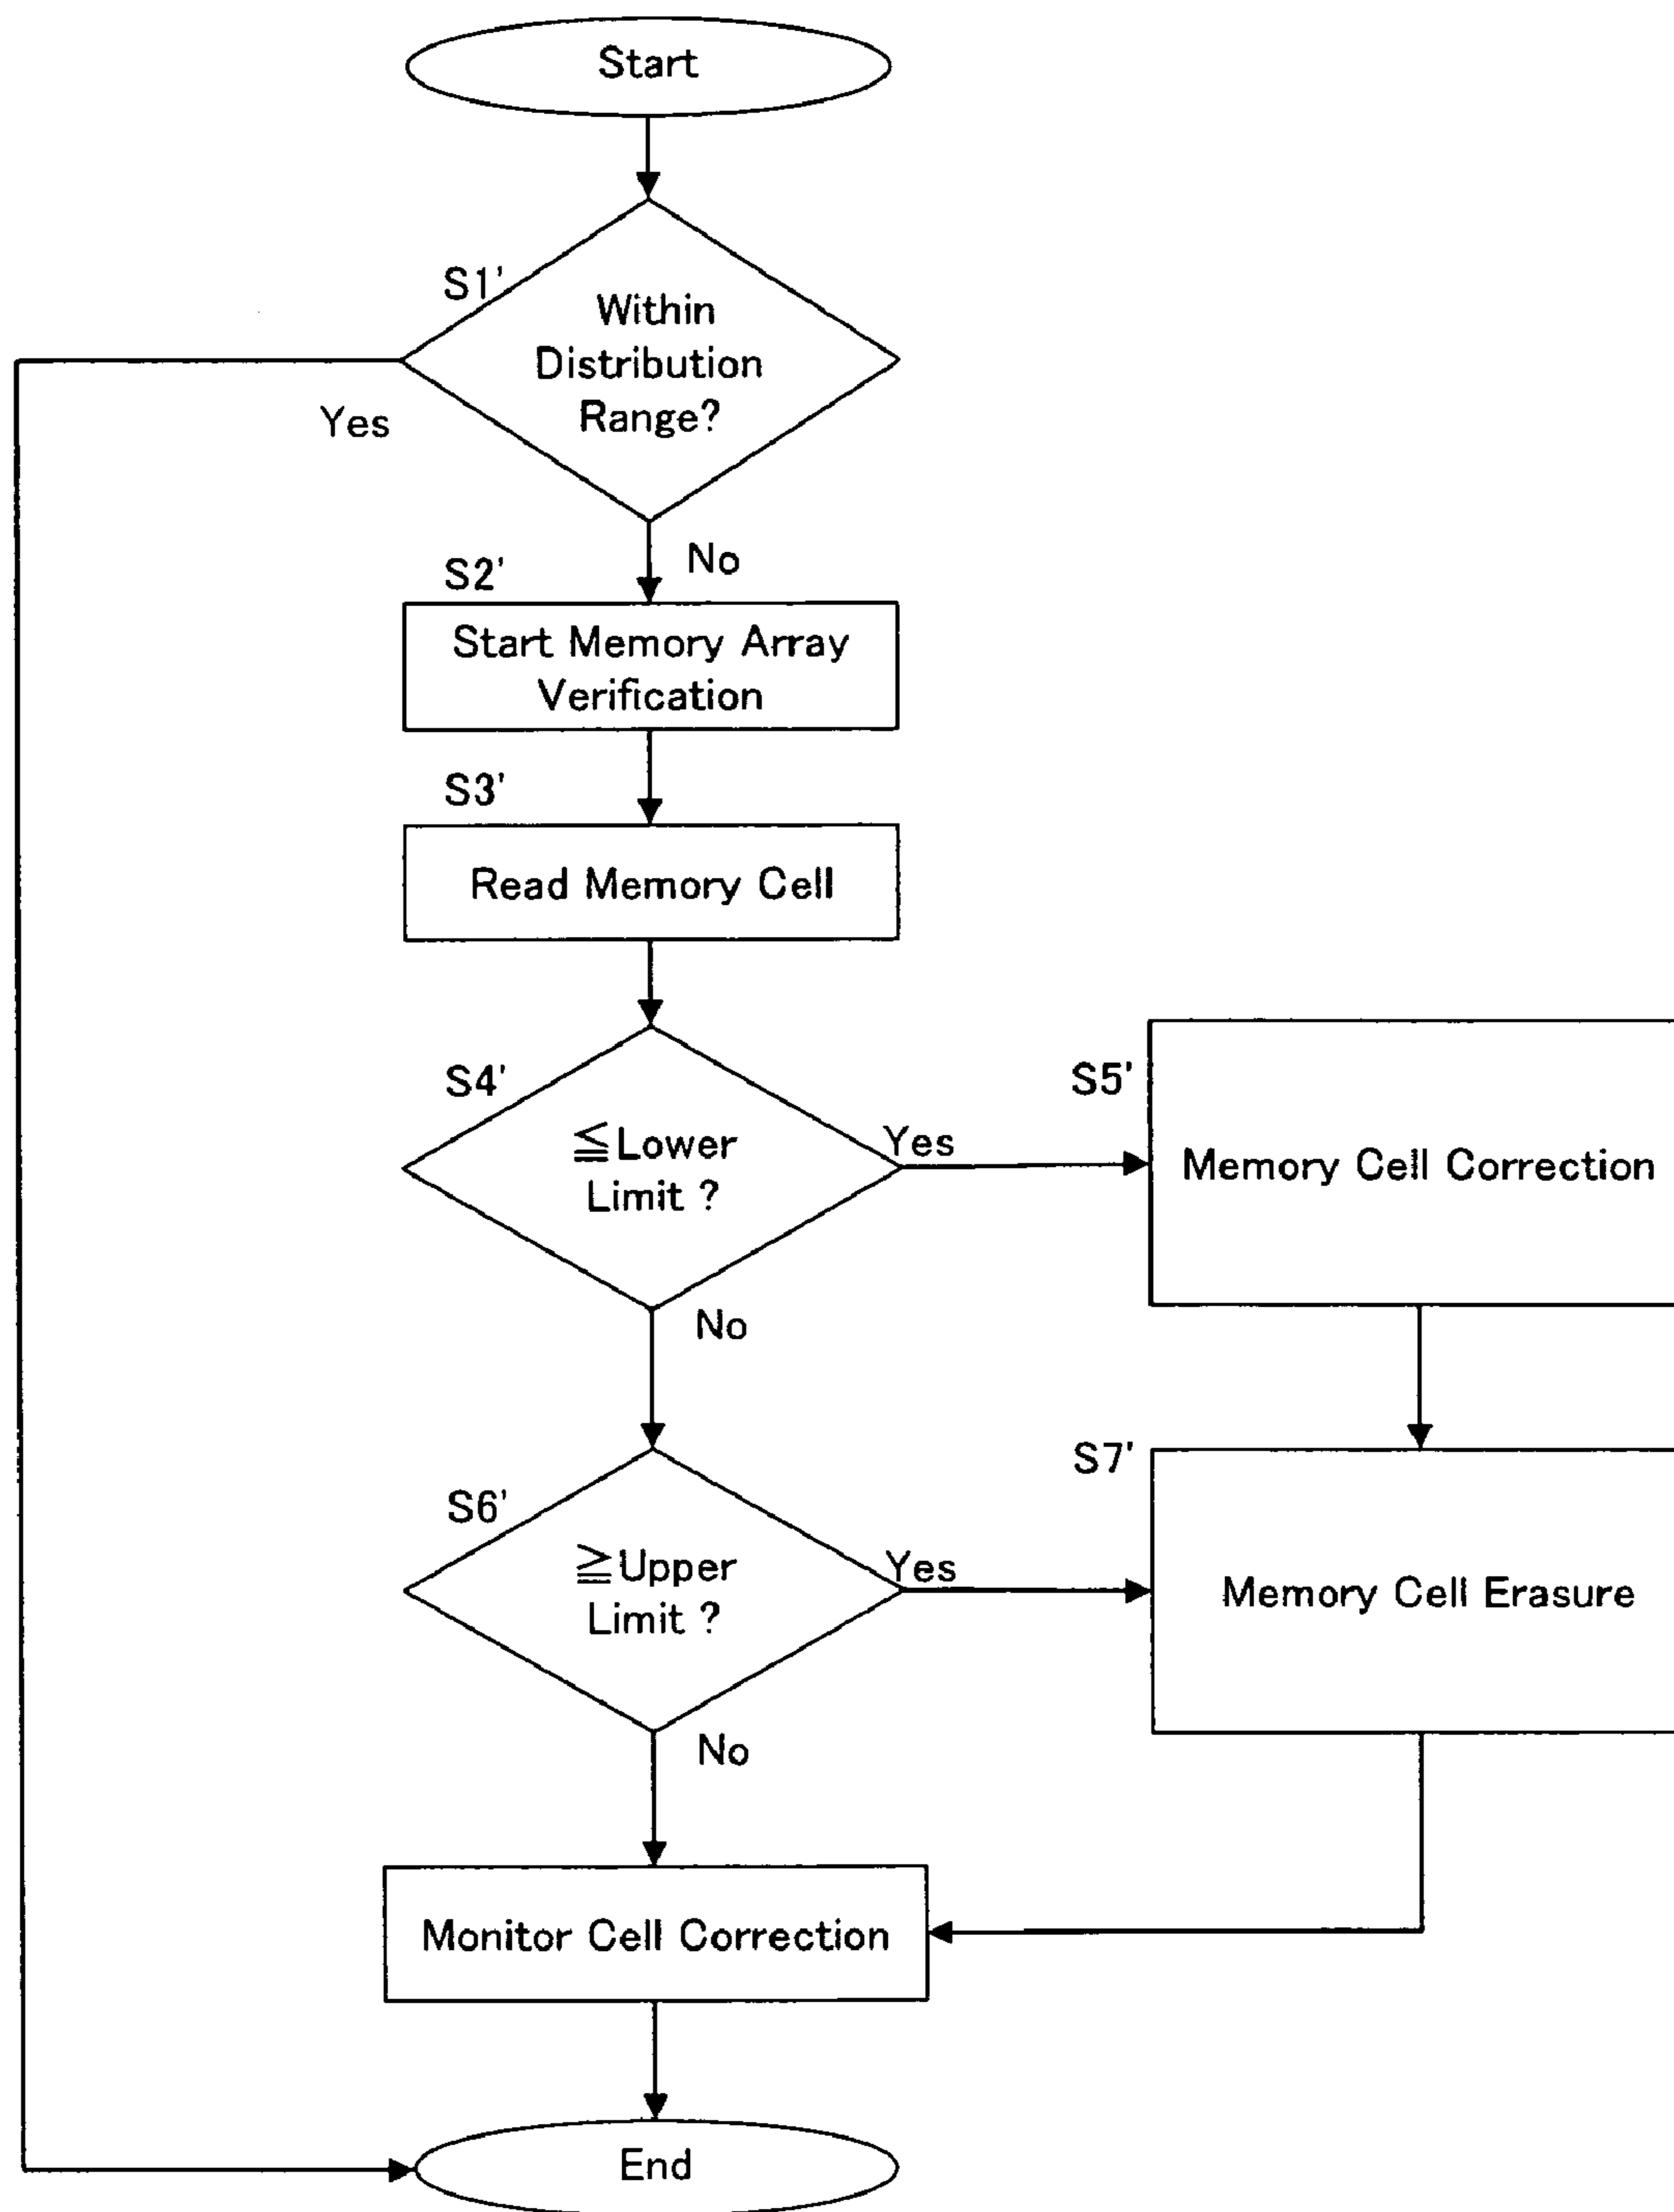 Start
S1'
Within
Distribution
Range?
Yes
No
S2'
Start Memory Array
Verification
S3'
Read Memory Cell
S4'
≦Lower
Limit ?
Yes
S5'
Memory Cell Correction
No
S6'
≧Upper
Limit ?
Yes
S7'
Memory Cell Erasure
No
Monitor Cell Correction
End